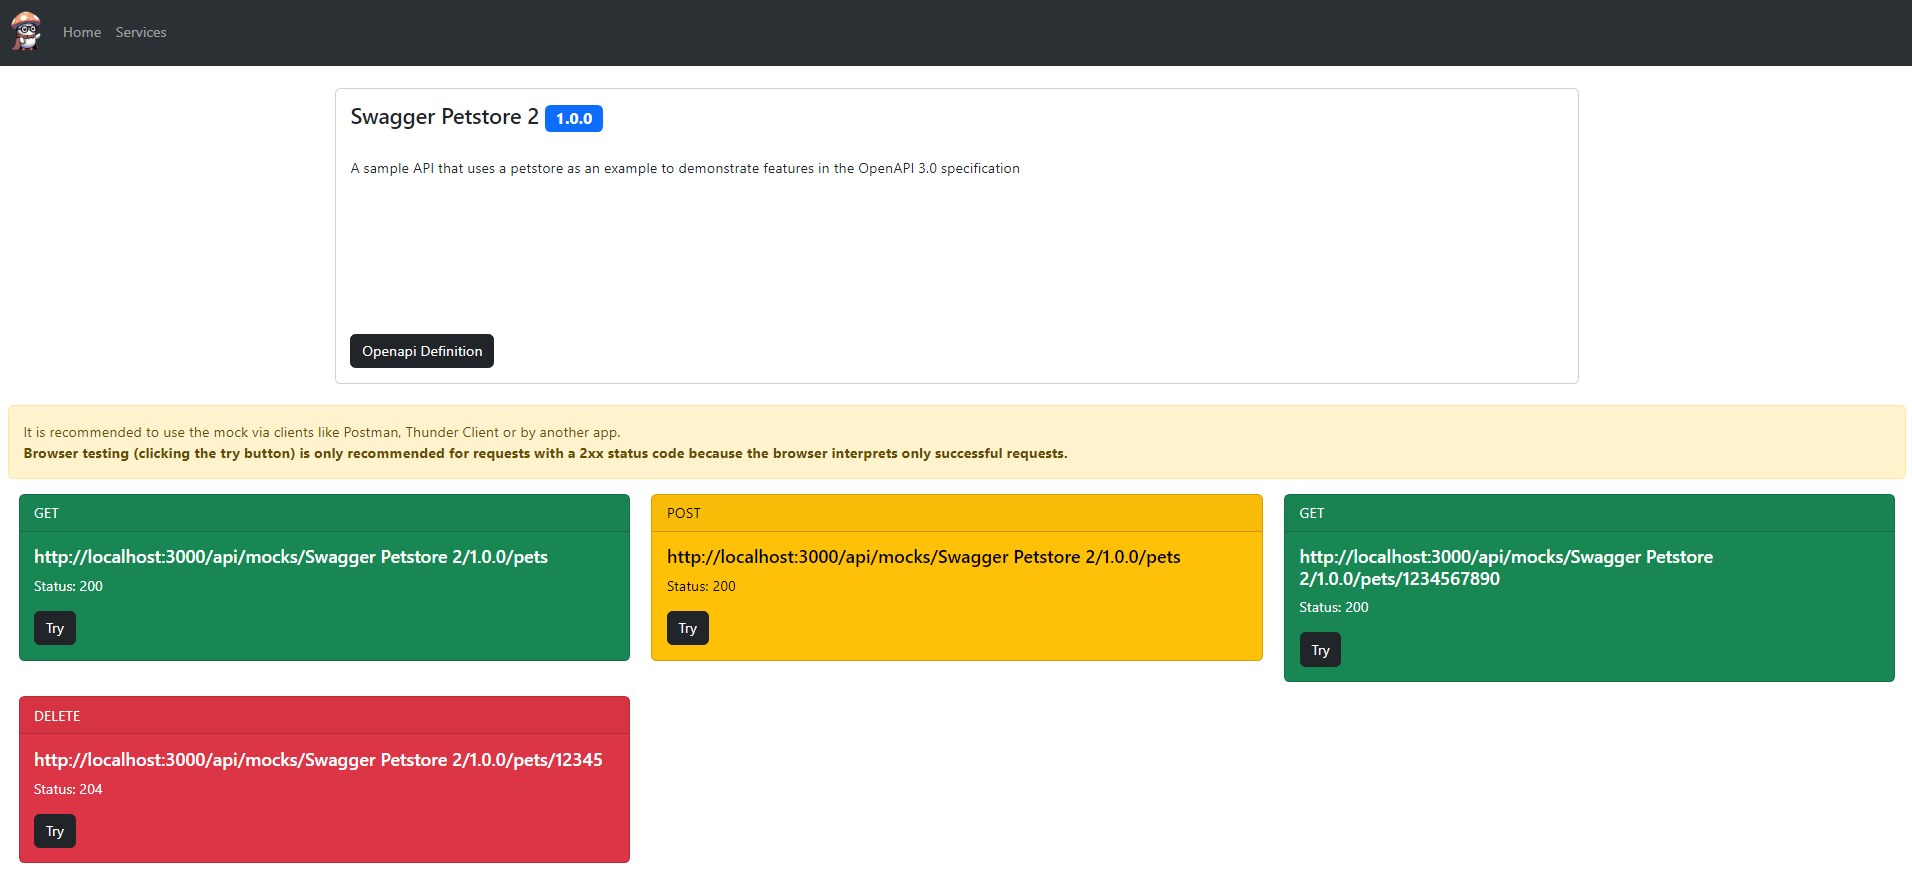 Home Services
Swagger Petstore 2 1.0.0
A sample API that uses a petstore as an example to demonstrate features in the OpenAPI 3.0 specification
Openapi Definition
It is recommended to use the mock via clients like Postman, Thunder Client or by another app.
Browser testing (clicking the try button) is only recommended for requests with a 2xx status code because the browser interprets only successful requests.
GET
http://localhost:3000/api/mocks/Swagger Petstore 2/1.0.0/pets
Status: 200
Try
POST
http://localhost:3000/api/mocks/Swagger Petstore 2/1.0.0/pets
Status: 200
Try
GET
http://localhost:3000/api/mocks/Swagger Petstore
2/1.0.0/pets/1234567890
Status: 200
Try
DELETE
http://localhost:3000/api/mocks/Swagger Petstore 2/1.0.0/pets/12345
Status: 204
Try